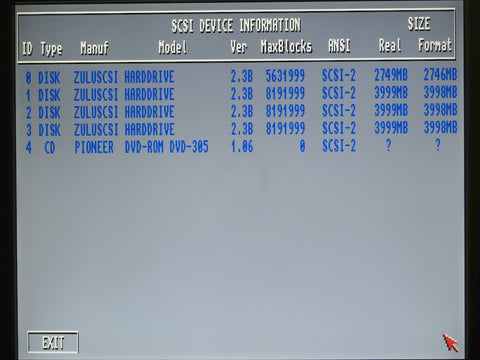 SCSI DEVICE INFORMATION SIZE
ID Type Manuf Model Ver MaxBlocks ANSI Real Format
0 DISK ZULUSCSI HARDDRIVE 2.3B 5631999 SCSI-2 2749MB 2746MB
1 DISK ZULUSCSI HARDDRIVE 2.3B 8191999 SCSI-2 3999MB 3998MB
2 DISK ZULUSCSI HARDDRIVE 2.3B 8191999 SCSI-2 3999MB 3998MB
3 DISK ZULUSCSI HARDDRIVE 2.3B 8191999 SCSI-2 3999MB 3998MB
4 CD PIONEER DVD-ROM DVD-305 1.06 0 SCSI-2 ? ?
EXIT